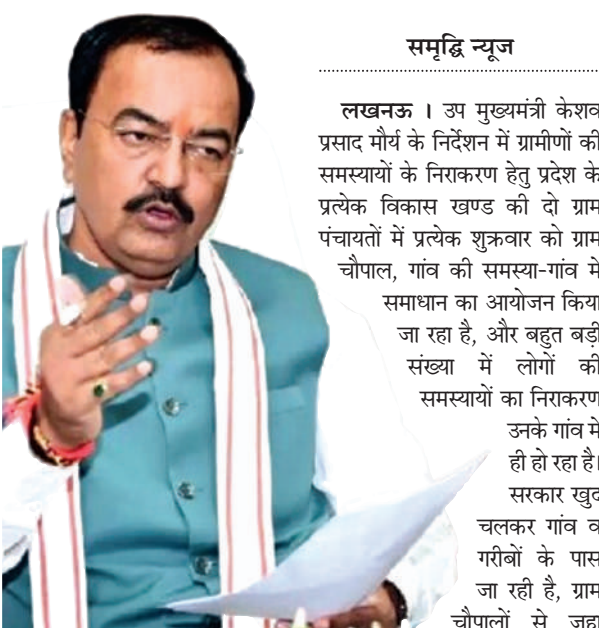 समृद्धि न्यूज
लखनऊ । उप मुख्यमंत्री केशव
प्रसाद मौर्य के निर्देशन में ग्रामीणों की
समस्यायों के निराकरण हेतु प्रदेश के
प्रत्येक विकास खण्ड की दो ग्राम
पंचायतों में प्रत्येक शुक्रवार को ग्राम
चौपाल, गांव की समस्या-गांव मे
समाधान का आयोजन किया
जा रहा है, और बहुत बड़ी
संख्या में लोगों की
समस्यायों का निराकरण
उनके गांव मे
ही हो रहा है।
सरकार खुद
चलकर गांव व
गरीबों के पास
जा रही है, ग्राम
चौपालों से जहा